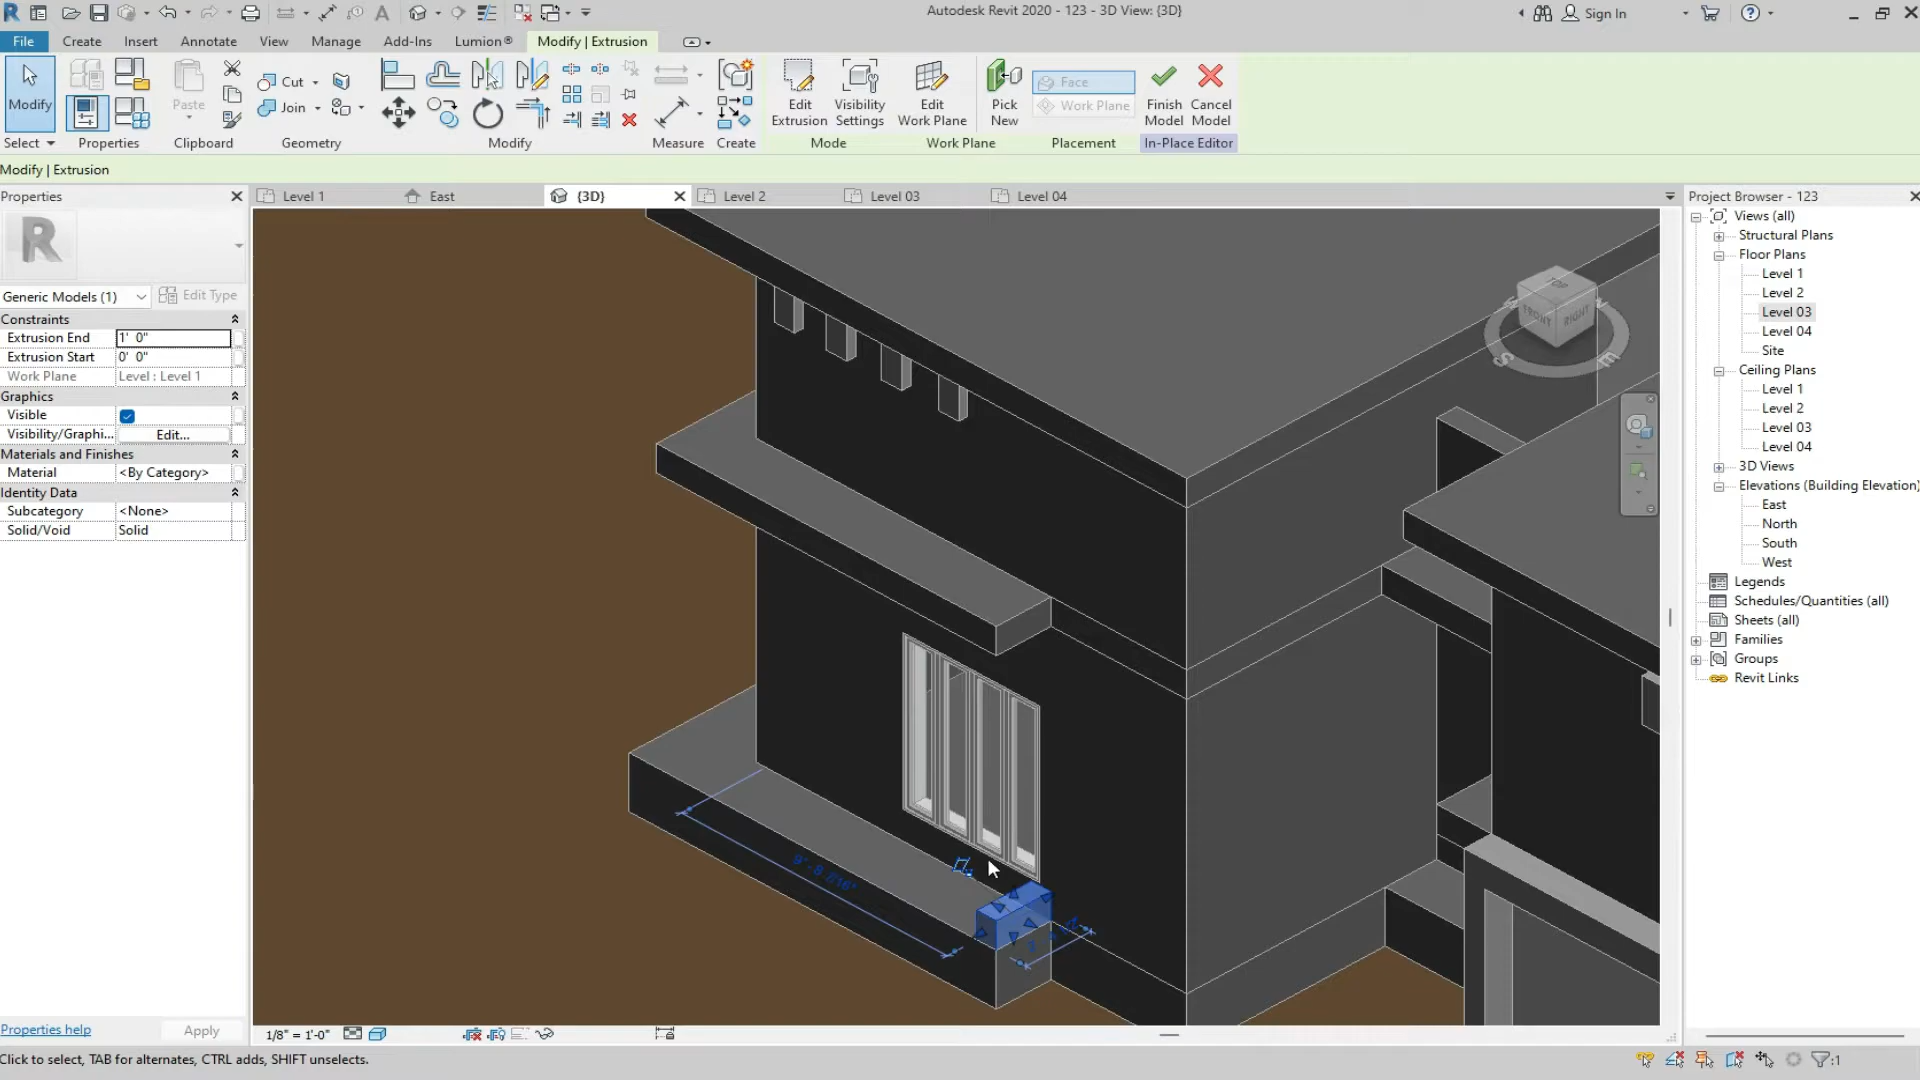 Autodesk Revit 2020 - 123 - 3D View: {3D}
Sign In
File
Create
Insert
Annotate
View
Manage
Add-Ins
Lumion®
Modify | Extrusion
Modify
Paste
Cut
Join
Edit Extrusion
Visibility Settings
Edit Work Plane
Pick New
Face
Work Plane
Finish Model
Cancel Model
Select
Properties
Clipboard
Geometry
Modify
Measure
Create
Mode
Work Plane
Placement
In-Place Editor
Modify | Extrusion
Properties
Level 1
East
{3D}
Level 2
Level 03
Level 04
Project Browser - 123
Generic Models (1)
Edit Type
Constraints
Extrusion End 1' 0"
Extrusion Start 0' 0"
Work Plane Level : Level 1
Graphics
Visible
Visibility/Graphi... Edit...
Materials and Finishes
Material <By Category>
Identity Data
Subcategory <None>
Solid/Void Solid
TOP
FRONT
RIGHT
S
E
Views (all)
Structural Plans
Floor Plans
Level 1
Level 2
Level 03
Level 04
Site
Ceiling Plans
Level 1
Level 2
Level 03
Level 04
3D Views
Elevations (Building Elevation)
East
North
South
West
Legends
Schedules/Quantities (all)
Sheets (all)
Families
Groups
Revit Links
Properties help
Apply
1/8" = 1'-0"
Click to select, TAB for alternates, CTRL adds, SHIFT unselects.
:1